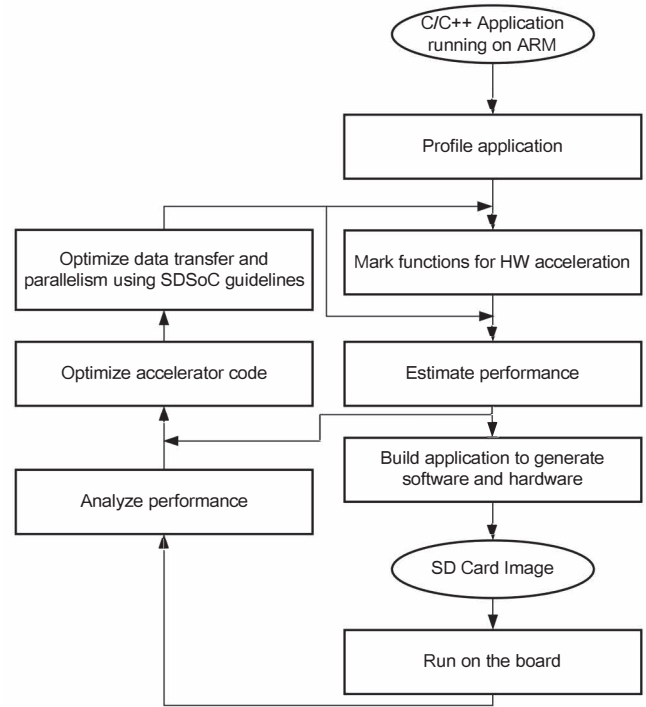 C/C++ Application
running on ARM
Profile application
Mark functions for HW acceleration
Estimate performance
Build application to generate
software and hardware
SD Card Image
Run on the board
Analyze performance
Optimize accelerator code
Optimize data transfer and
parallelism using SDSoC guidelines